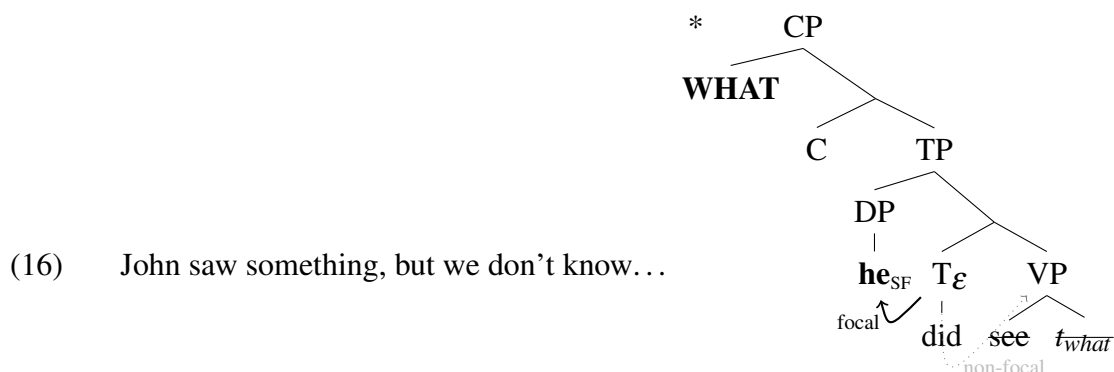 * CP
WHAT
C TP
DP
(16) John saw something, but we don't know…
he_SF Tε VP
focal
did see t_what
non-focal